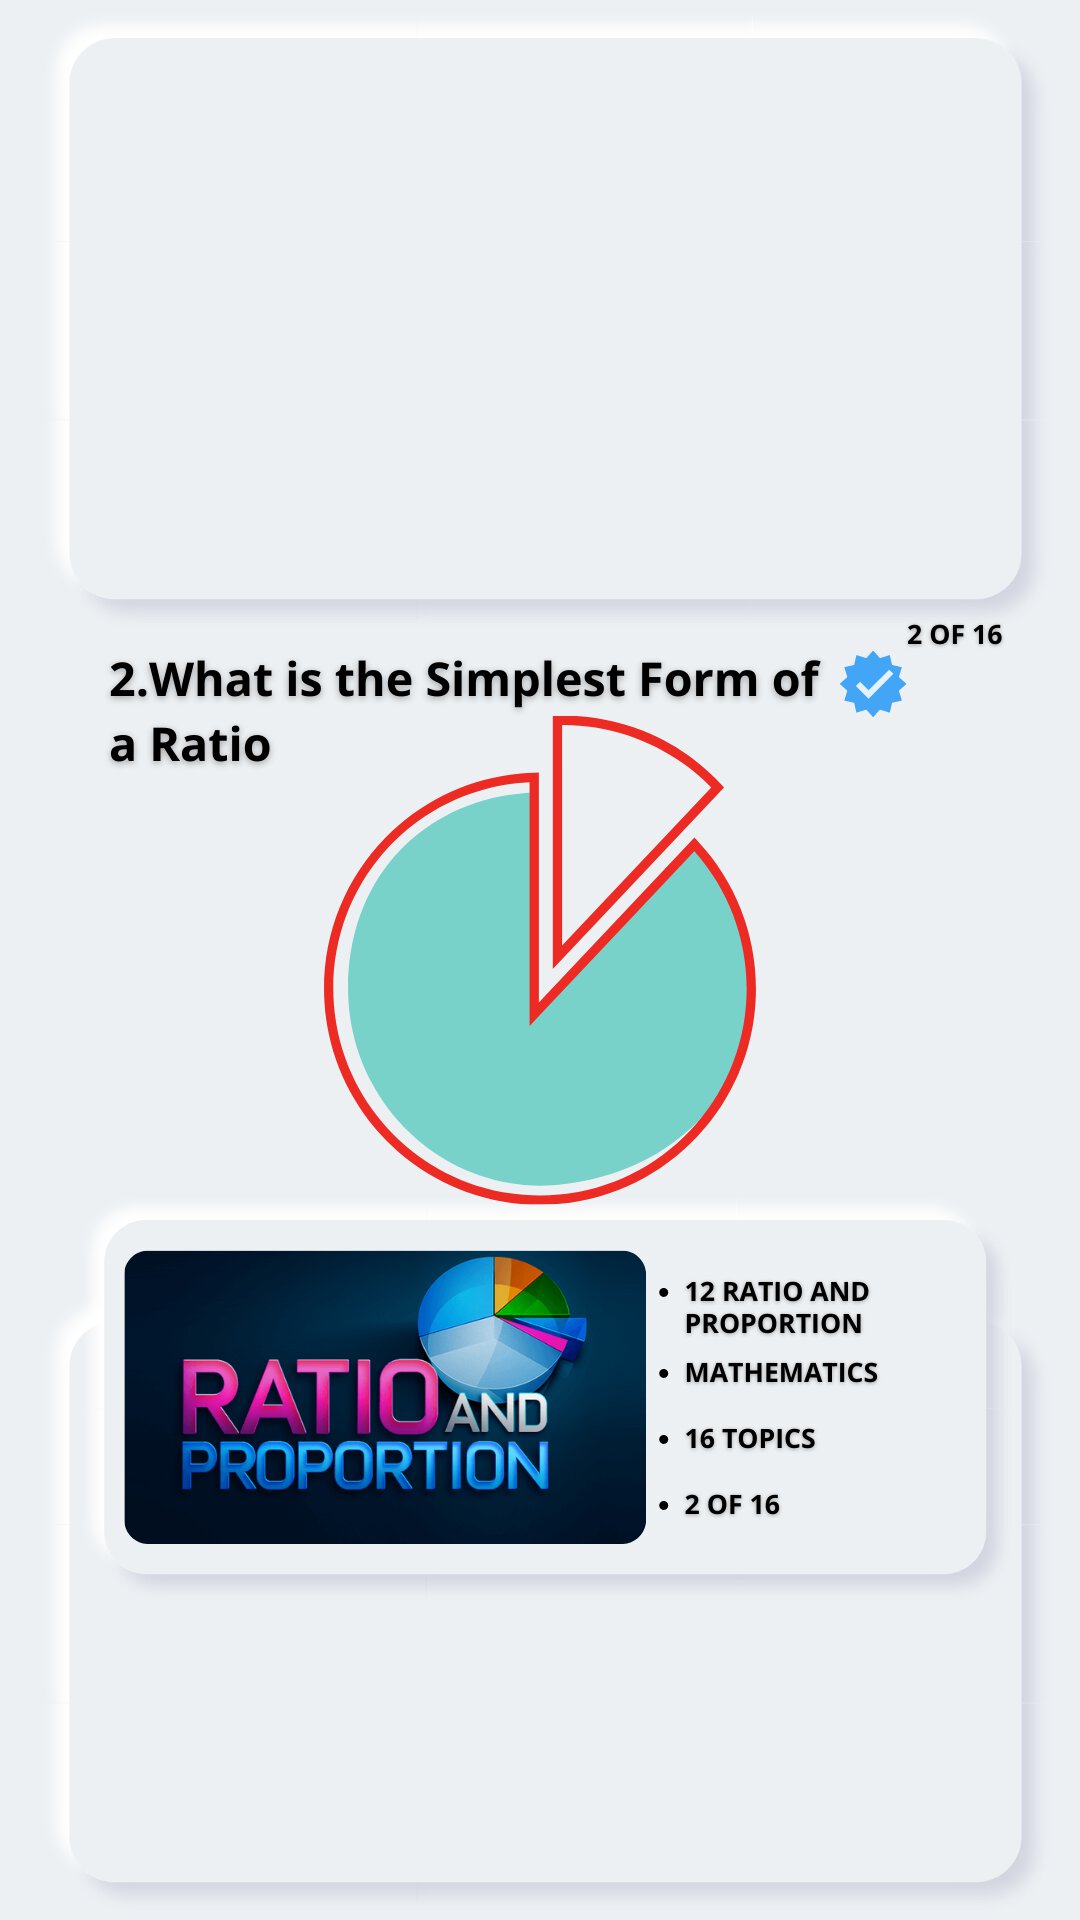 2 OF 16
2.What is the Simplest Form of
a Ratio
RATIO AND
PROPORTION
• 12 RATIO AND
PROPORTION
• MATHEMATICS
• 16 TOPICS
• 2 OF 16